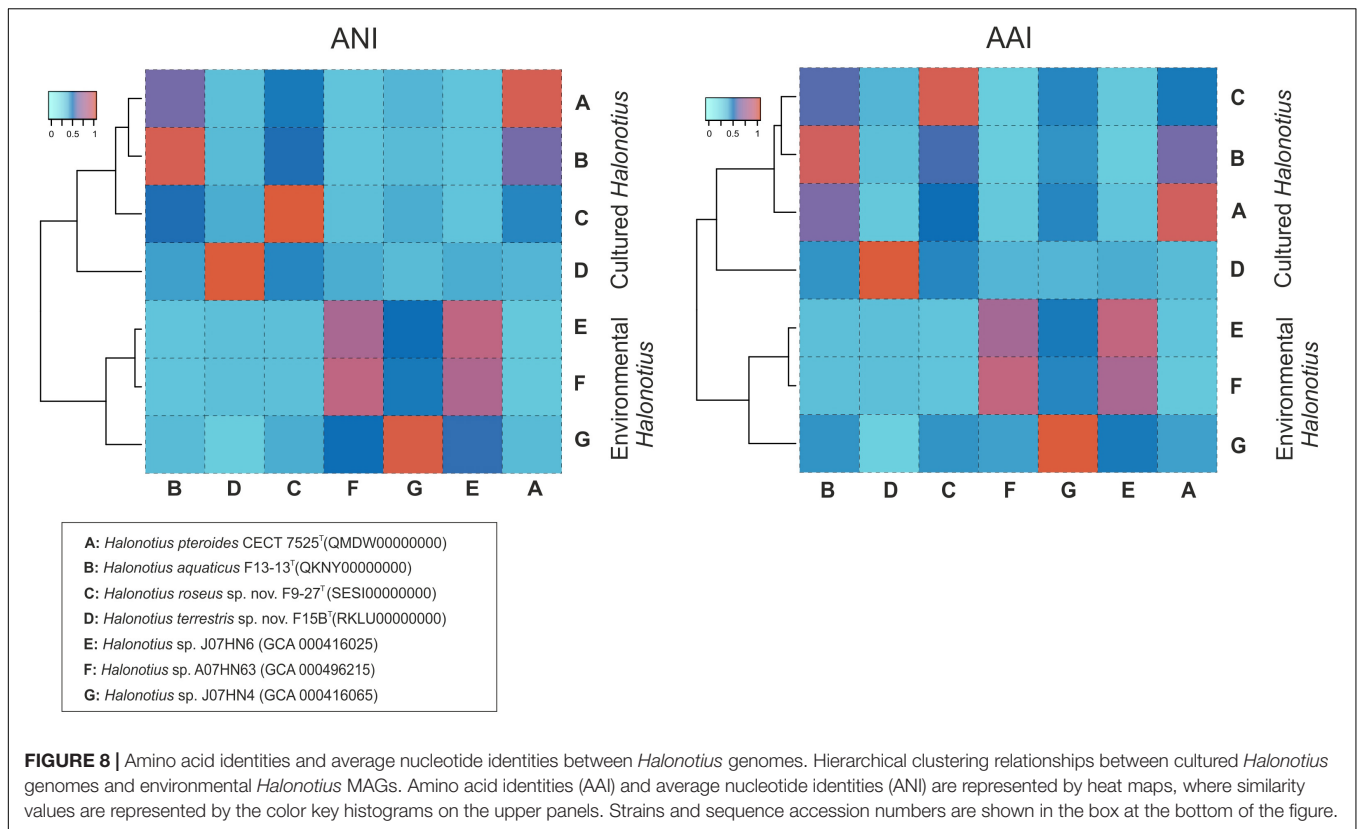 ANI
AAI
0 0.5 1
0 0.5 1
A
B
C
D
E
F
G
Cultured Halonotius
Environmental
Halonotius
B D C F G E A
C
B
A
D
E
F
G
Cultured Halonotius
Environmental
Halonotius
B D C F G E A
A: Halonotius pteroides CECT 7525ᵀ(QMDW00000000)
B: Halonotius aquaticus F13-13ᵀ(QKNY00000000)
C: Halonotius roseus sp. nov. F9-27ᵀ(SESI00000000)
D: Halonotius terrestris sp. nov. F15Bᵀ(RKLU00000000)
E: Halonotius sp. J07HN6 (GCA 000416025)
F: Halonotius sp. A07HN63 (GCA 000496215)
G: Halonotius sp. J07HN4 (GCA 000416065)
FIGURE 8 | Amino acid identities and average nucleotide identities between Halonotius genomes. Hierarchical clustering relationships between cultured Halonotius
genomes and environmental Halonotius MAGs. Amino acid identities (AAI) and average nucleotide identities (ANI) are represented by heat maps, where similarity
values are represented by the color key histograms on the upper panels. Strains and sequence accession numbers are shown in the box at the bottom of the figure.